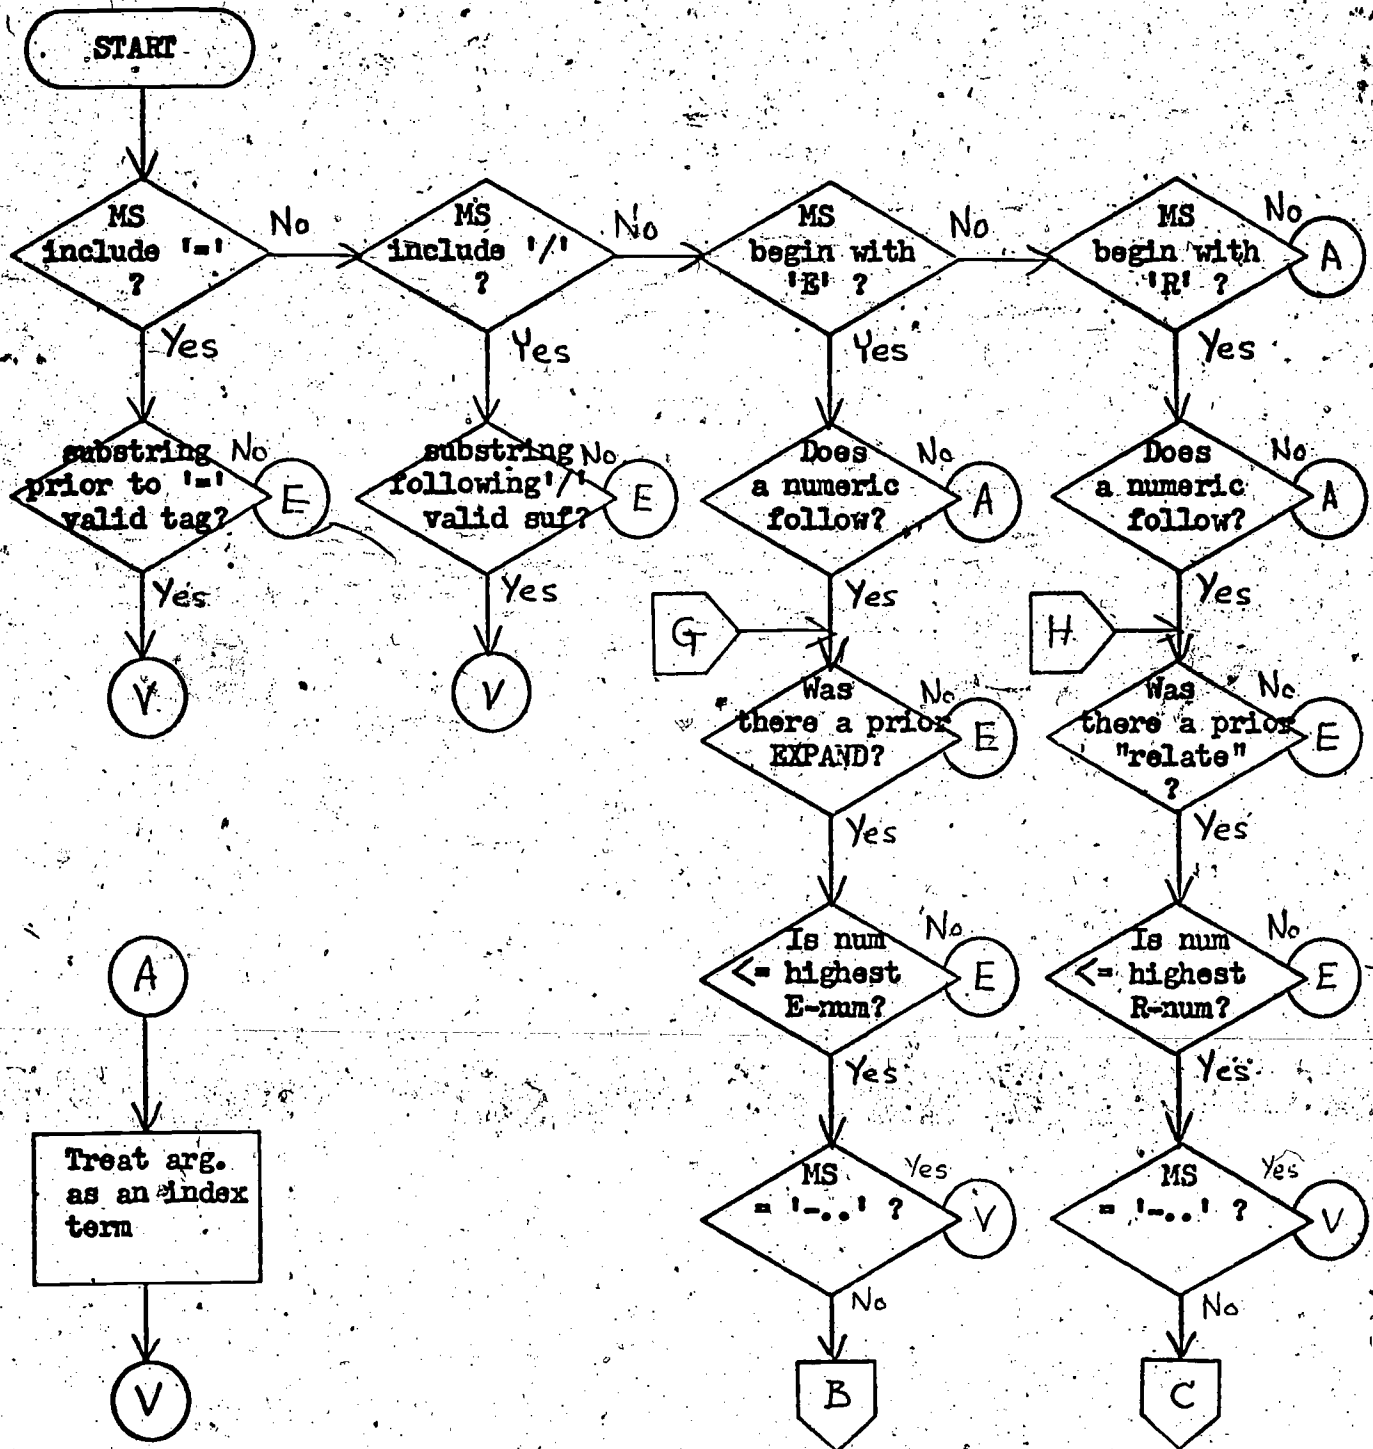 START
MS
include '='
?
No
Yes
MS
include '/'
?
No
Yes
MS
begin with
'E' ?
No
Yes
MS
begin with
'R' ?
No
A
Yes
substring
prior to '='
valid tag?
No
E
Yes
V
substring
following'/'
valid suf?
No
E
Yes
V
Does
a numeric
follow?
No
A
Yes
Does
a numeric
follow?
No
A
Yes
G
Was
there a prior
EXPAND?
No
E
Yes
H
Was
there a prior
"relate"
?
No
E
Yes
Is num
<= highest
E-num?
No
E
Yes
Is num
<= highest
R-num?
No
E
Yes
MS
= '-..' ?
Yes
V
No
B
MS
= '-..' ?
Yes
V
No
C
A
Treat arg.
as an index
term
V